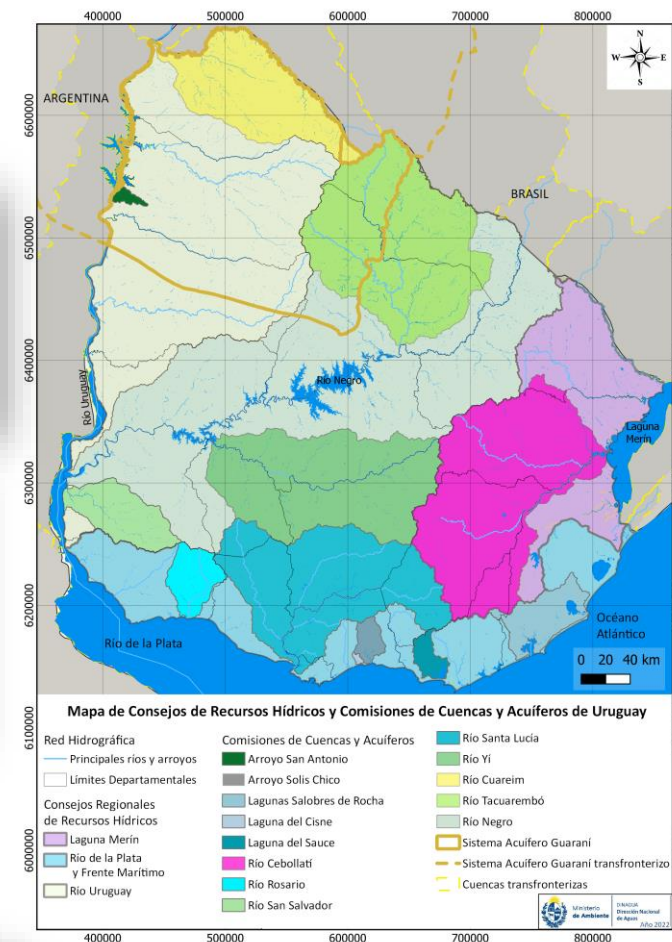 400000 500000 600000 700000 800000
N
W E
S
ARGENTINA
BRASIL
6600000
6500000
6400000
6300000
6200000
6100000
6000000
Río Uruguay
Río Negro
Laguna
Merín
Río de la Plata
Océano
Atlántico
0 20 40 km
Mapa de Consejos de Recursos Hídricos y Comisiones de Cuencas y Acuíferos de Uruguay
Red Hidrográfica
Principales ríos y arroyos
Límites Departamentales
Consejos Regionales
de Recursos Hídricos
Laguna Merín
Río de la Plata
y Frente Marítimo
Río Uruguay
Comisiones de Cuencas y Acuíferos
Arroyo San Antonio
Arroyo Solis Chico
Lagunas Salobres de Rocha
Laguna del Cisne
Laguna del Sauce
Río Cebollatí
Río Rosario
Río San Salvador
Río Santa Lucía
Río Yí
Río Cuareim
Río Tacuarembó
Río Negro
Sistema Acuífero Guaraní
Sistema Acuífero Guaraní transfronterizo
Cuencas transfronterizas
Ministerio
de Ambiente
DINAGUA
Dirección Nacional
de Aguas
Año 2022
400000 500000 600000 700000 800000